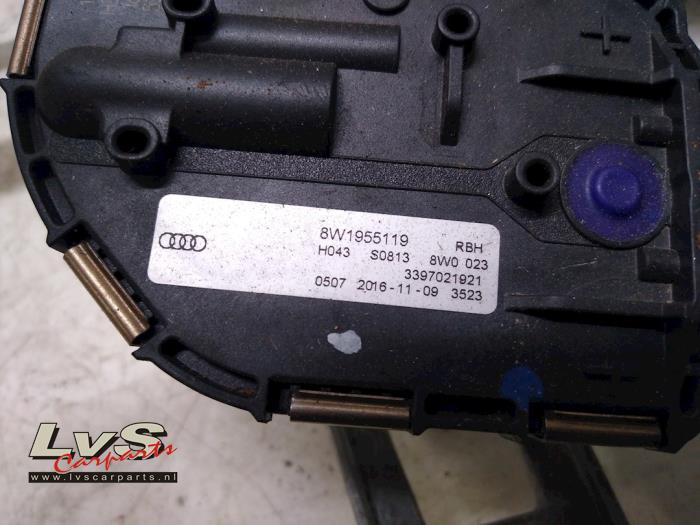 8W1955119 RBH
H043 S0813 8W0 023
3397021921
0507 2016-11-09 3523
LvS
Carparts
www.lvscarparts.nl